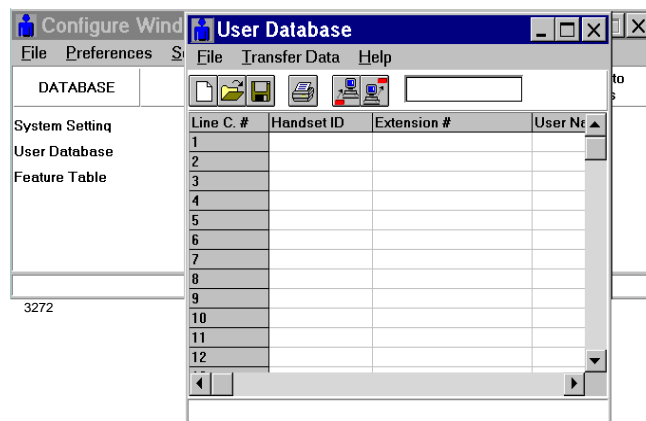 Configure Wind
File Preferences
DATABASE
System Setting
User Database
Feature Table
3272
User Database
File Transfer Data Help
Line C. # Handset ID Extension # User Na
1
2
3
4
5
6
7
8
9
10
11
12
to